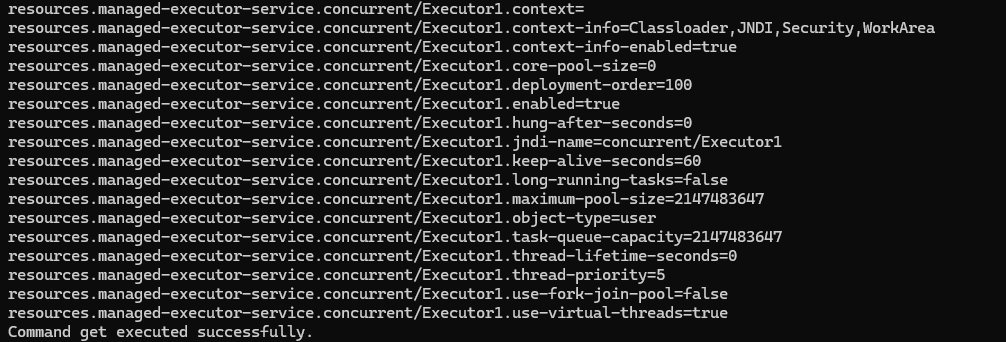 resources.managed-executor-service.concurrent/Executor1.context=
resources.managed-executor-service.concurrent/Executor1.context-info=Classloader,JNDI,Security,WorkArea
resources.managed-executor-service.concurrent/Executor1.context-info-enabled=true
resources.managed-executor-service.concurrent/Executor1.core-pool-size=0
resources.managed-executor-service.concurrent/Executor1.deployment-order=100
resources.managed-executor-service.concurrent/Executor1.enabled=true
resources.managed-executor-service.concurrent/Executor1.hung-after-seconds=0
resources.managed-executor-service.concurrent/Executor1.jndi-name=concurrent/Executor1
resources.managed-executor-service.concurrent/Executor1.keep-alive-seconds=60
resources.managed-executor-service.concurrent/Executor1.long-running-tasks=false
resources.managed-executor-service.concurrent/Executor1.maximum-pool-size=2147483647
resources.managed-executor-service.concurrent/Executor1.object-type=user
resources.managed-executor-service.concurrent/Executor1.task-queue-capacity=2147483647
resources.managed-executor-service.concurrent/Executor1.thread-lifetime-seconds=0
resources.managed-executor-service.concurrent/Executor1.thread-priority=5
resources.managed-executor-service.concurrent/Executor1.use-fork-join-pool=false
resources.managed-executor-service.concurrent/Executor1.use-virtual-threads=true
Command get executed successfully.